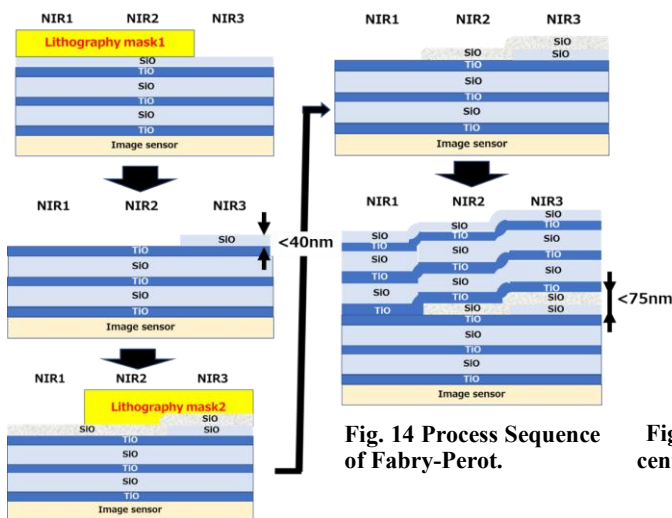 NIR1 NIR2 NIR3
Lithography mask1
SiO
TiO
SiO
TiO
SiO
TiO
Image sensor
NIR1 NIR2 NIR3
SiO
<40nm
TiO
SiO
TiO
SiO
TiO
Image sensor
NIR1 NIR2 NIR3
Lithography mask2
SiO
SiO SiO
TiO
SiO
TiO
SiO
TiO
Image sensor
NIR1 NIR2 NIR3
SiO
SiO SiO
TiO
SiO
TiO
SiO
TiO
Image sensor
NIR1 NIR2 NIR3
SiO
SiO SiO
TiO TiO TiO
SiO SiO SiO
TiO TiO TiO
SiO SiO SiO
TiO TiO TiO
SiO
SiO SiO
<75nm
TiO
SiO
TiO
SiO
TiO
Image sensor
Fig. 14 Process Sequence
of Fabry-Perot.
Fig
cen